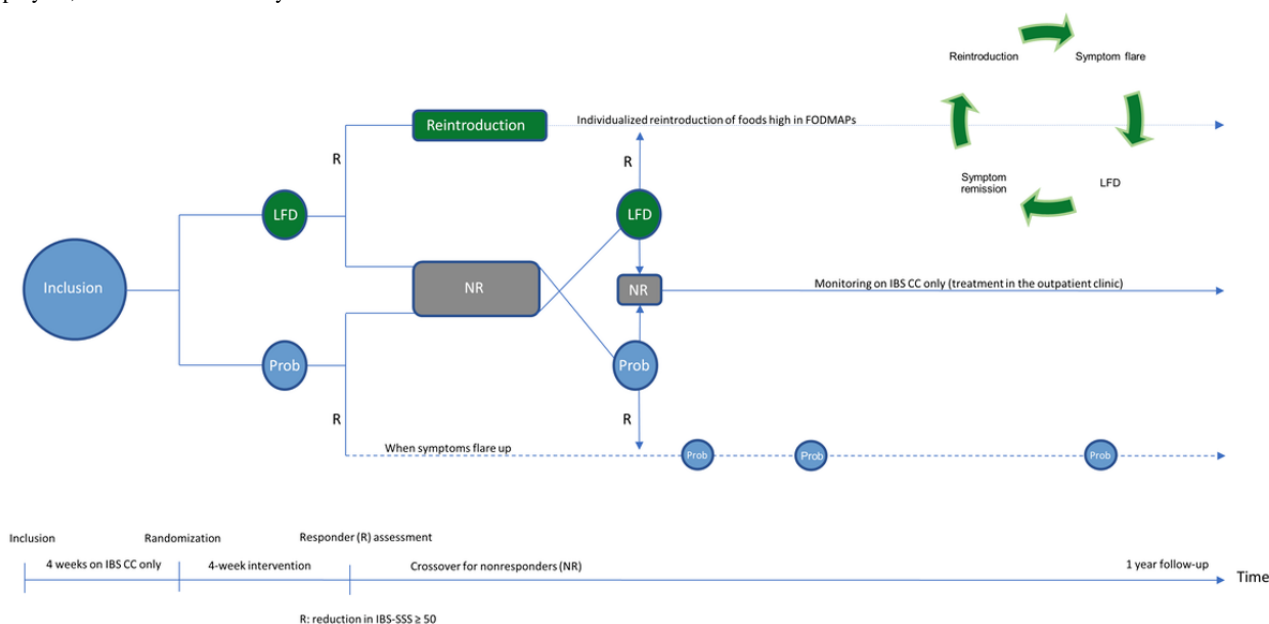 Reintroduction
Symptom flare
Reintroduction
Individualized reintroduction of foods high in FODMAPs
R
R
Symptom
remission
LFD
LFD
LFD
Inclusion
NR
NR
Monitoring on IBS CC only (treatment in the outpatient clinic)
Prob
Prob
R
R
When symptoms flare up
Prob
Prob
Prob
Inclusion
Randomization
Responder (R) assessment
4 weeks on IBS CC only
4-week intervention
Crossover for nonresponders (NR)
1 year follow-up
Time
R: reduction in IBS-SSS ≥ 50